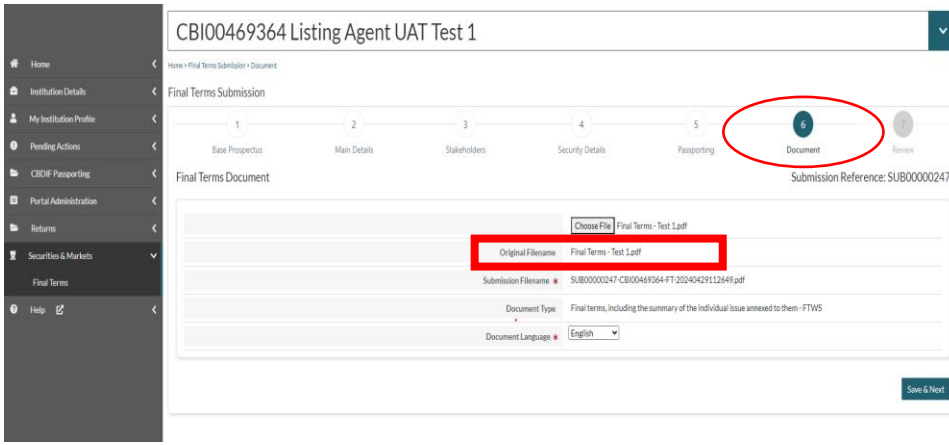 CBI00469364 Listing Agent UAT Test 1
Home
Institution Details
My Institution Profile
Pending Actions
CBDIF Passporting
Portal Administration
Returns
Securities & Markets
Final Terms
Help
Home > Final Terms Submission > Document
Final Terms Submission
1 2 3 4 5 6 7
Base Prospectus Main Details Stakeholders Security Details Passporting Document Review
Final Terms Document Submission Reference: SUB00000247
Choose File Final Terms - Test 1.pdf
Original Filename Final Terms - Test 1.pdf
Submission Filename * SUB00000247-CBI00469364-FT-20240429112649.pdf
Document Type Final terms, including the summary of the individual issue annexed to them - FTWS
Document Language * English
Save & Next